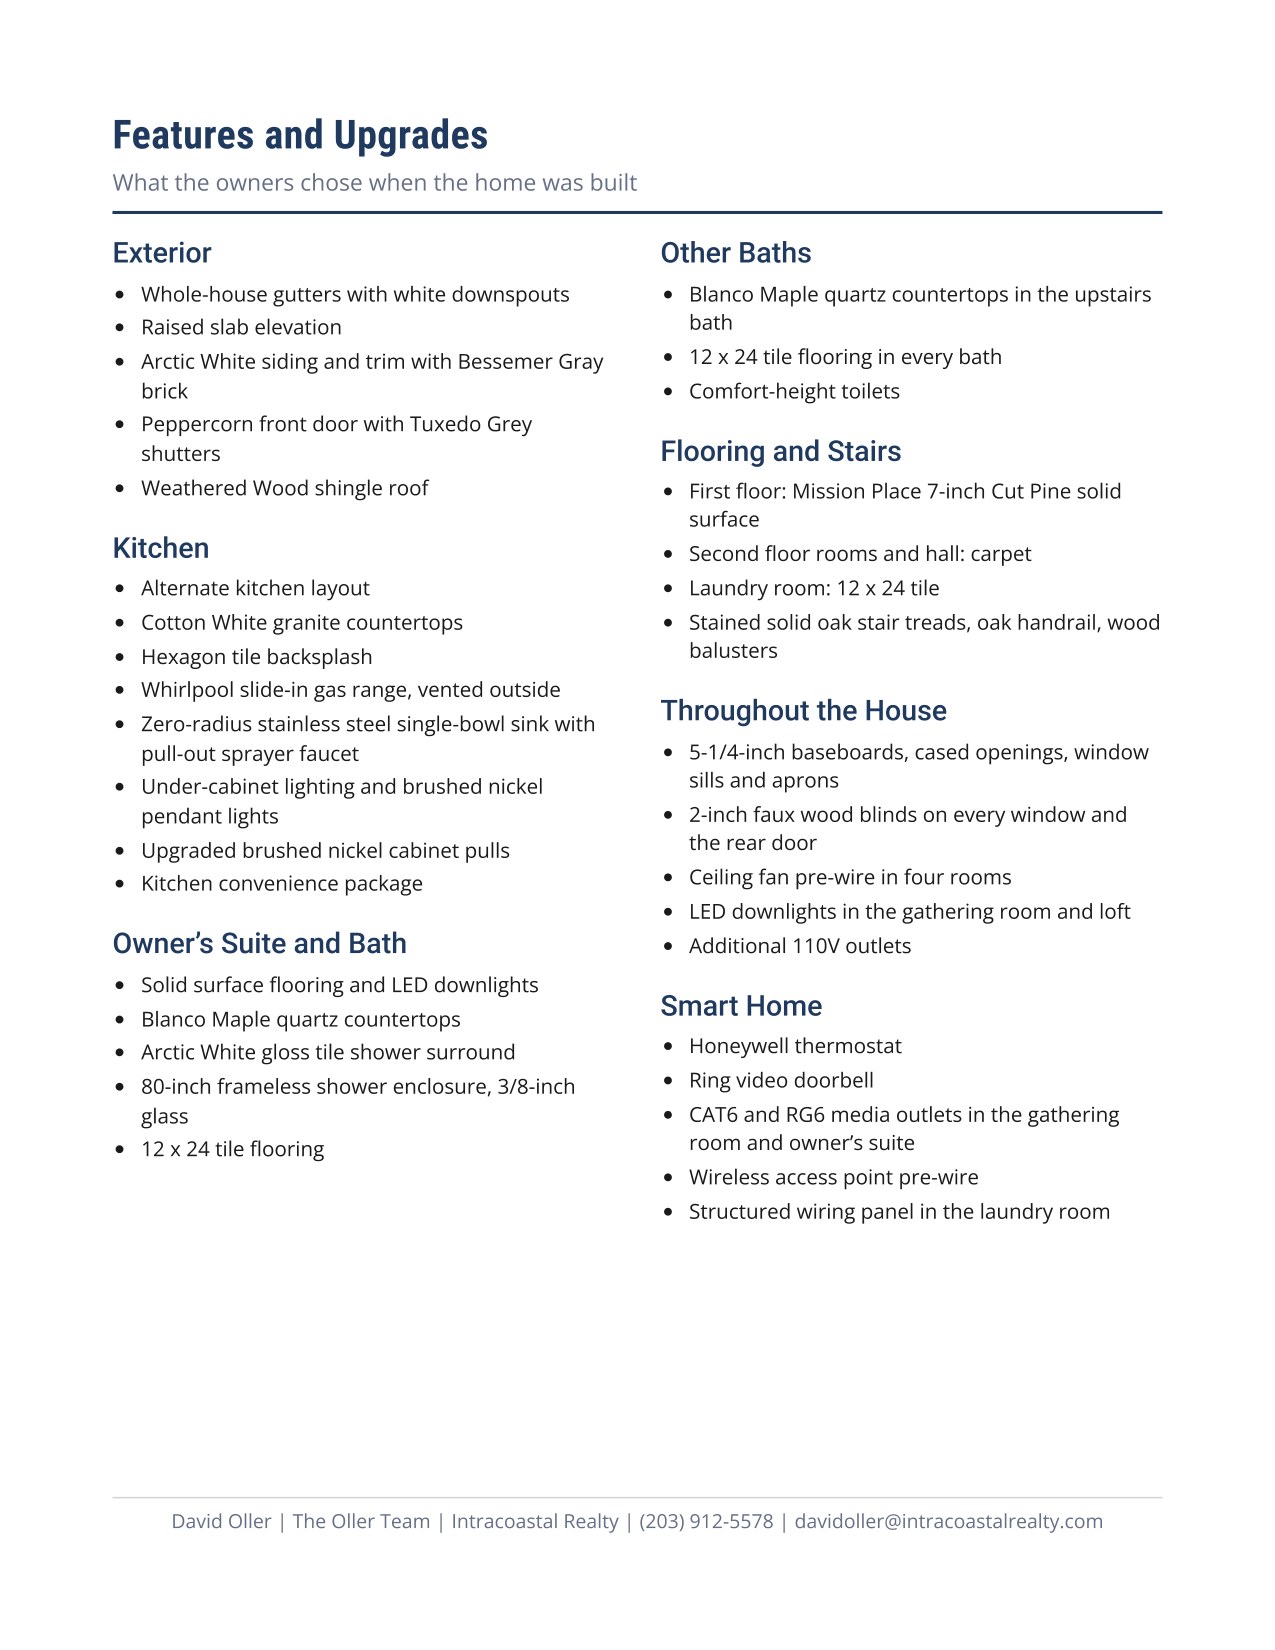 Features and Upgrades
What the owners chose when the home was built
Exterior
• Whole-house gutters with white downspouts
• Raised slab elevation
• Arctic White siding and trim with Bessemer Gray
brick
• Peppercorn front door with Tuxedo Grey
shutters
• Weathered Wood shingle roof
Kitchen
• Alternate kitchen layout
• Cotton White granite countertops
• Hexagon tile backsplash
• Whirlpool slide-in gas range, vented outside
• Zero-radius stainless steel single-bowl sink with
pull-out sprayer faucet
• Under-cabinet lighting and brushed nickel
pendant lights
• Upgraded brushed nickel cabinet pulls
• Kitchen convenience package
Owner’s Suite and Bath
• Solid surface flooring and LED downlights
• Blanco Maple quartz countertops
• Arctic White gloss tile shower surround
• 80-inch frameless shower enclosure, 3/8-inch
glass
• 12 x 24 tile flooring
Other Baths
• Blanco Maple quartz countertops in the upstairs
bath
• 12 x 24 tile flooring in every bath
• Comfort-height toilets
Flooring and Stairs
• First floor: Mission Place 7-inch Cut Pine solid
surface
• Second floor rooms and hall: carpet
• Laundry room: 12 x 24 tile
• Stained solid oak stair treads, oak handrail, wood
balusters
Throughout the House
• 5-1/4-inch baseboards, cased openings, window
sills and aprons
• 2-inch faux wood blinds on every window and
the rear door
• Ceiling fan pre-wire in four rooms
• LED downlights in the gathering room and loft
• Additional 110V outlets
Smart Home
• Honeywell thermostat
• Ring video doorbell
• CAT6 and RG6 media outlets in the gathering
room and owner’s suite
• Wireless access point pre-wire
• Structured wiring panel in the laundry room
David Oller | The Oller Team | Intracoastal Realty | (203) 912-5578 | davidoller@intracoastalrealty.com